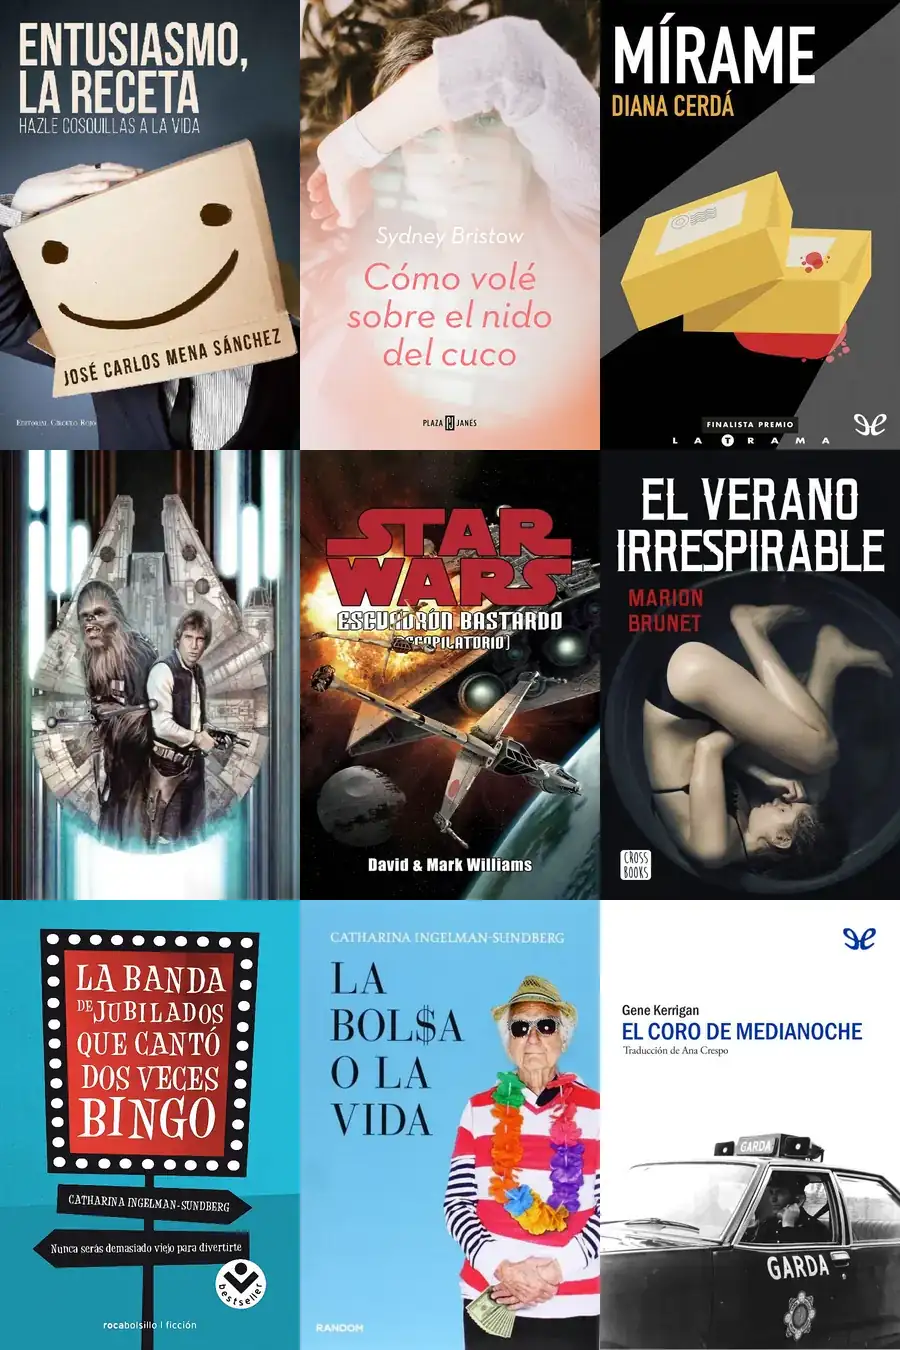 ENTUSIASMO,
LA RECETA
HAZLE COSQUILLAS A LA VIDA
JOSÉ CARLOS MENA SÁNCHEZ
EDITORIAL CÍRCULO ROJO
Sydney Bristow
Cómo volé
sobre el nido
del cuco
PLAZA JANÉS
MÍRAME
DIANA CERDÁ
FINALISTA PREMIO
LA TRAMA
STAR
WARS
ESCUADRÓN BASTARDO
(RECOPILATORIO)
David & Mark Williams
EL VERANO
IRRESPIRABLE
MARION
BRUNET
CROSS
BOOKS
LA BANDA
DE JUBILADOS
QUE CANTÓ
DOS VECES
BINGO
CATHARINA INGELMAN-SUNDBERG
Nunca serás demasiado viejo para divertirte
bestseller
rocabolsillo | ficción
CATHARINA INGELMAN-SUNDBERG
LA
BOL$A
O LA
VIDA
RANDOM
Gene Kerrigan
EL CORO DE MEDIANOCHE
Traducción de Ana Crespo
GARDA
GARDA